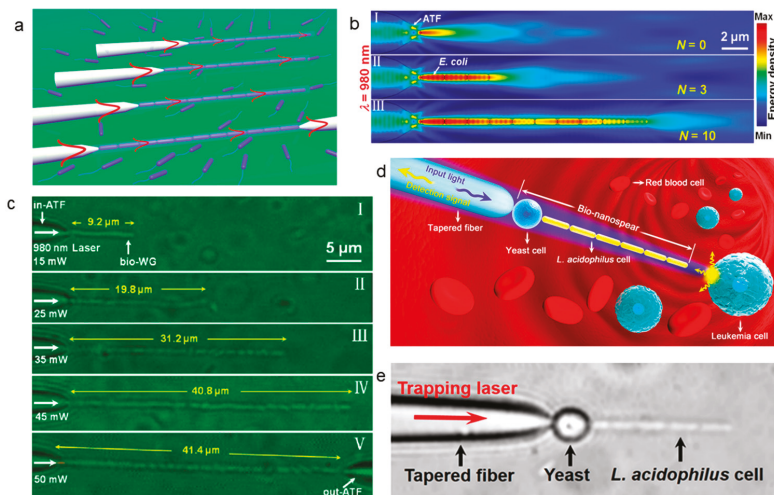 a
b
I
ATF
2 μm
N = 0
II
E. coli
N = 3
III
N = 10
λ = 980 nm
Max
Energy density
Min
c
in-ATF
9.2 μm
I
980 nm Laser
15 mW
bio-WG
5 μm
19.8 μm
II
25 mW
31.2 μm
III
35 mW
40.8 μm
IV
45 mW
41.4 μm
V
50 mW
out-ATF
d
Input light
Detection signal
Tapered fiber
Yeast cell
Bio-nanospear
L. acidophilus cell
Red blood cell
Leukemia cell
e
Trapping laser
Tapered fiber
Yeast
L. acidophilus cell